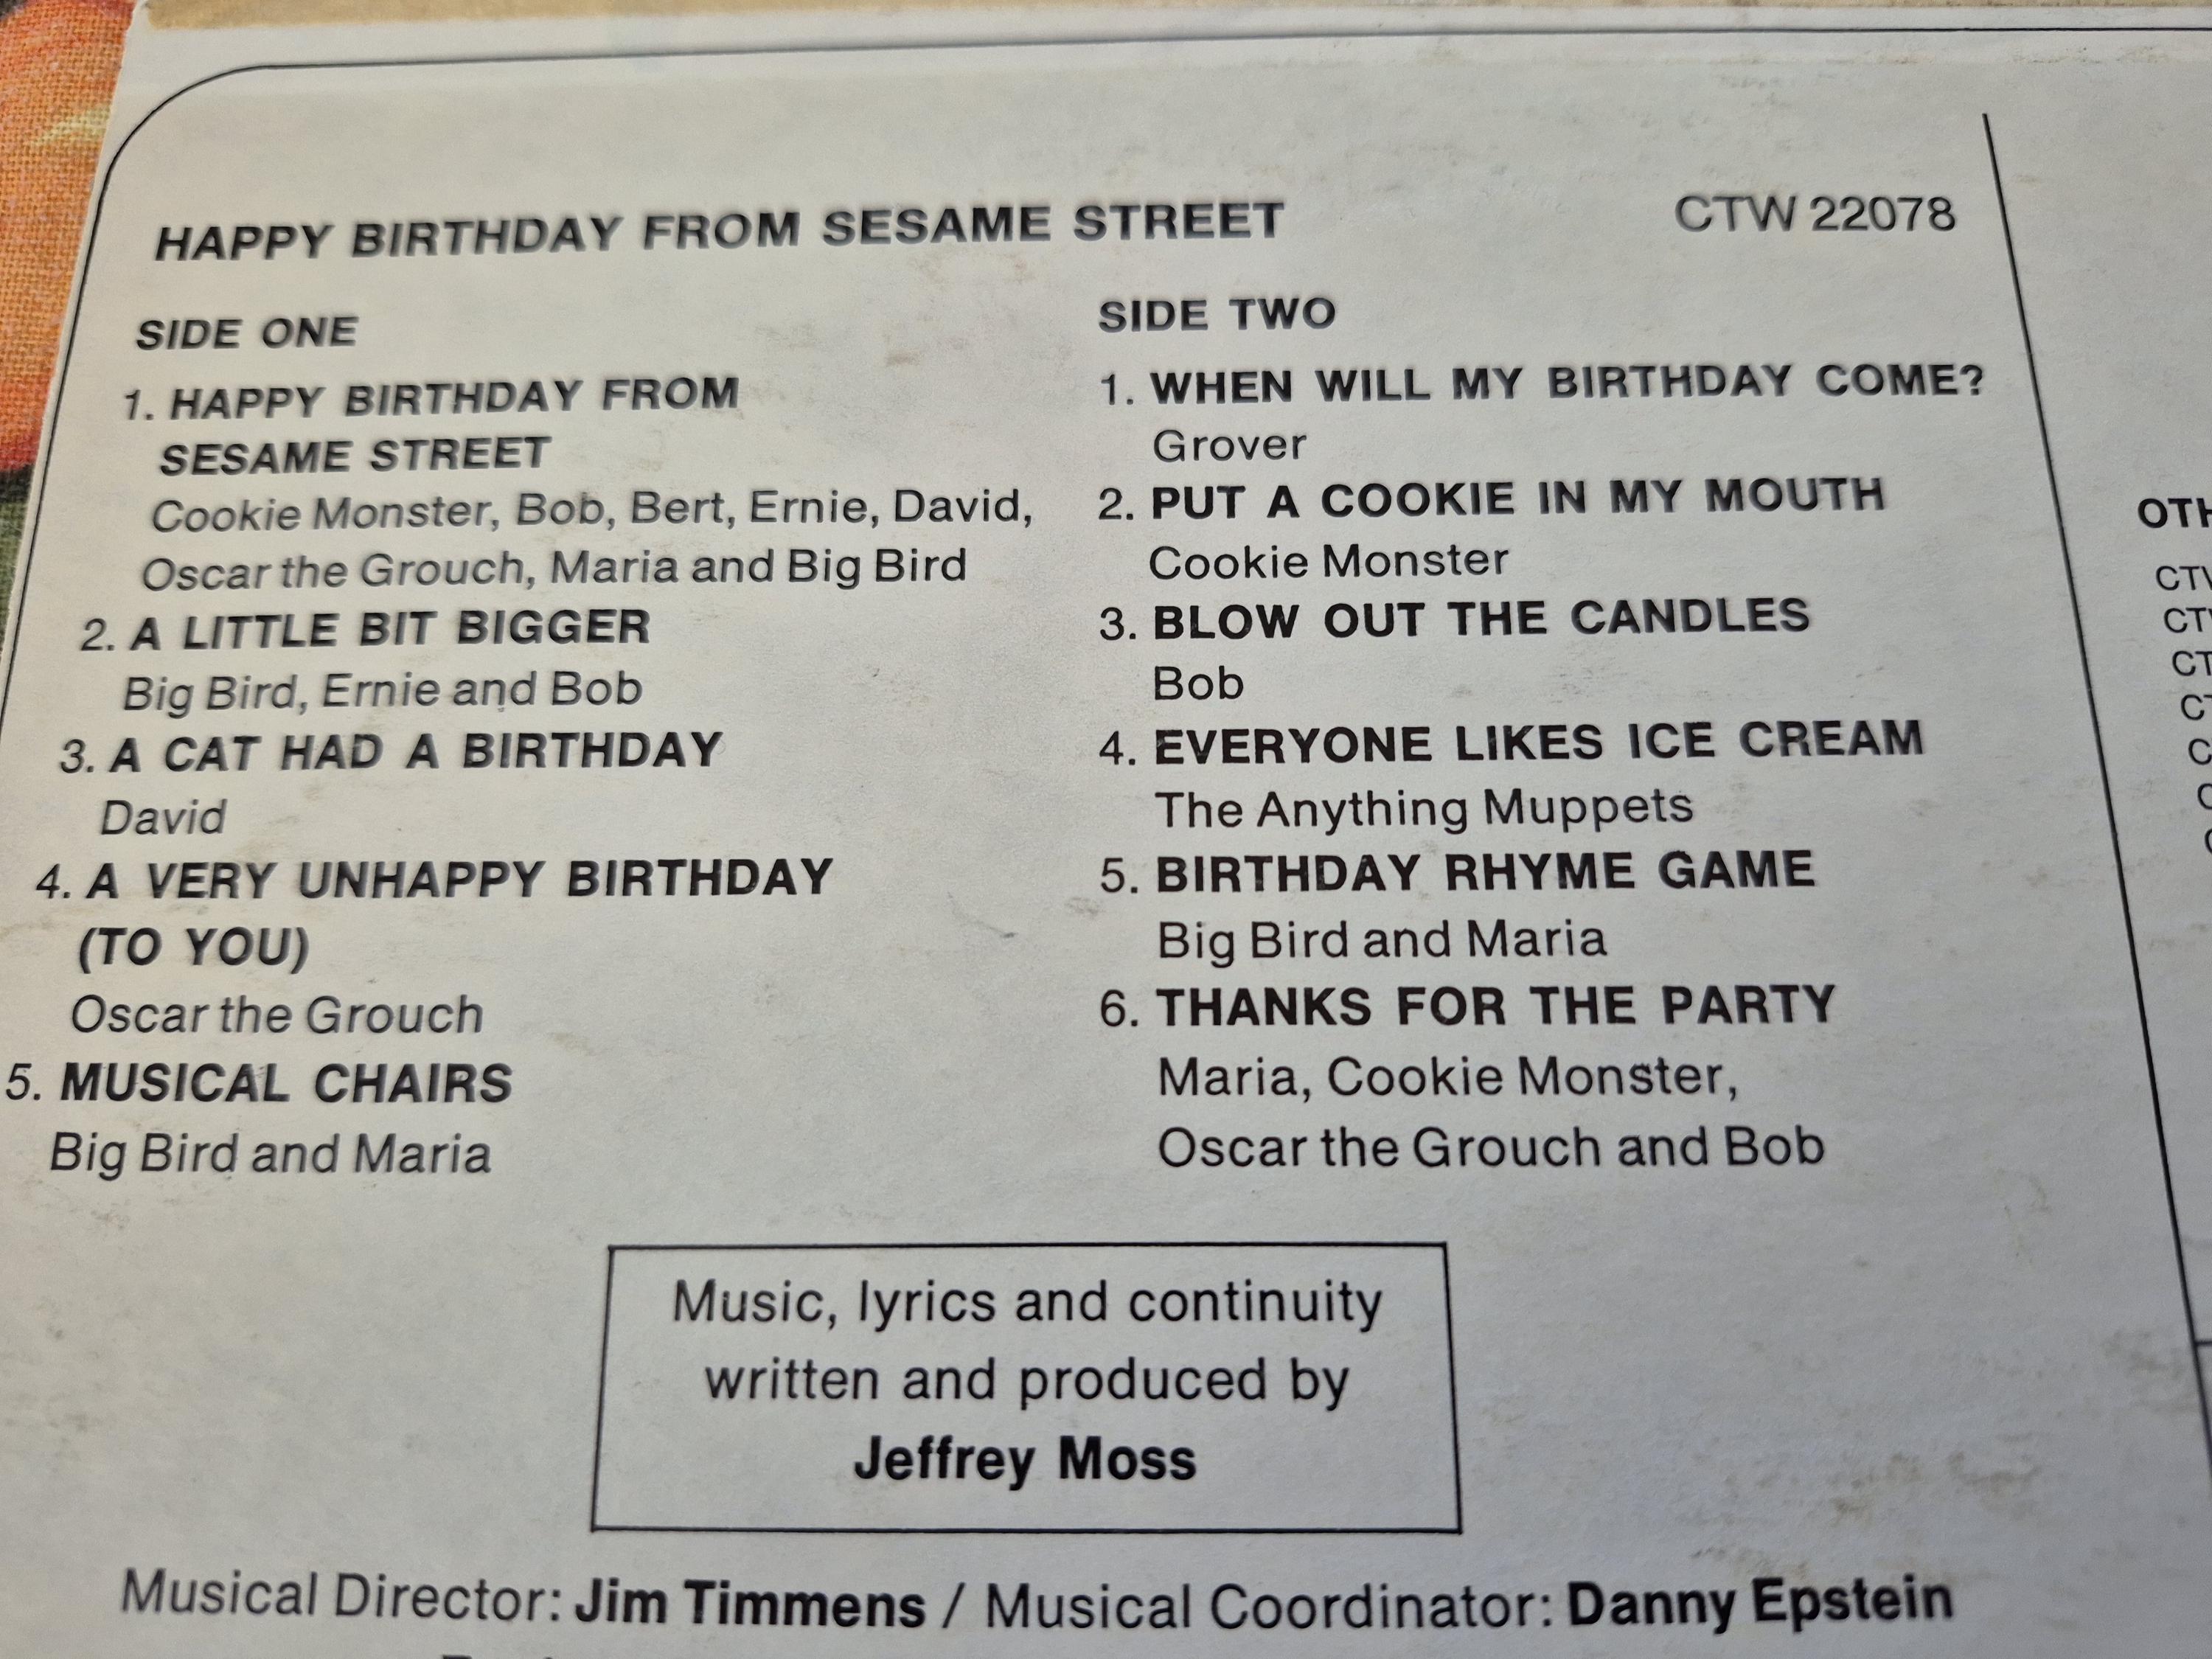 HAPPY BIRTHDAY FROM SESAME STREET
CTW 22078
SIDE ONE
1. HAPPY BIRTHDAY FROM
SESAME STREET
Cookie Monster, Bob, Bert, Ernie, David,
Oscar the Grouch, Maria and Big Bird
2. A LITTLE BIT BIGGER
Big Bird, Ernie and Bob
3. A CAT HAD A BIRTHDAY
David
4. A VERY UNHAPPY BIRTHDAY
(TO YOU)
Oscar the Grouch
5. MUSICAL CHAIRS
Big Bird and Maria
SIDE TWO
1. WHEN WILL MY BIRTHDAY COME?
Grover
2. PUT A COOKIE IN MY MOUTH
Cookie Monster
3. BLOW OUT THE CANDLES
Bob
4. EVERYONE LIKES ICE CREAM
The Anything Muppets
5. BIRTHDAY RHYME GAME
Big Bird and Maria
6. THANKS FOR THE PARTY
Maria, Cookie Monster,
Oscar the Grouch and Bob
Music, lyrics and continuity
written and produced by
Jeffrey Moss
Musical Director: Jim Timmens / Musical Coordinator: Danny Epstein